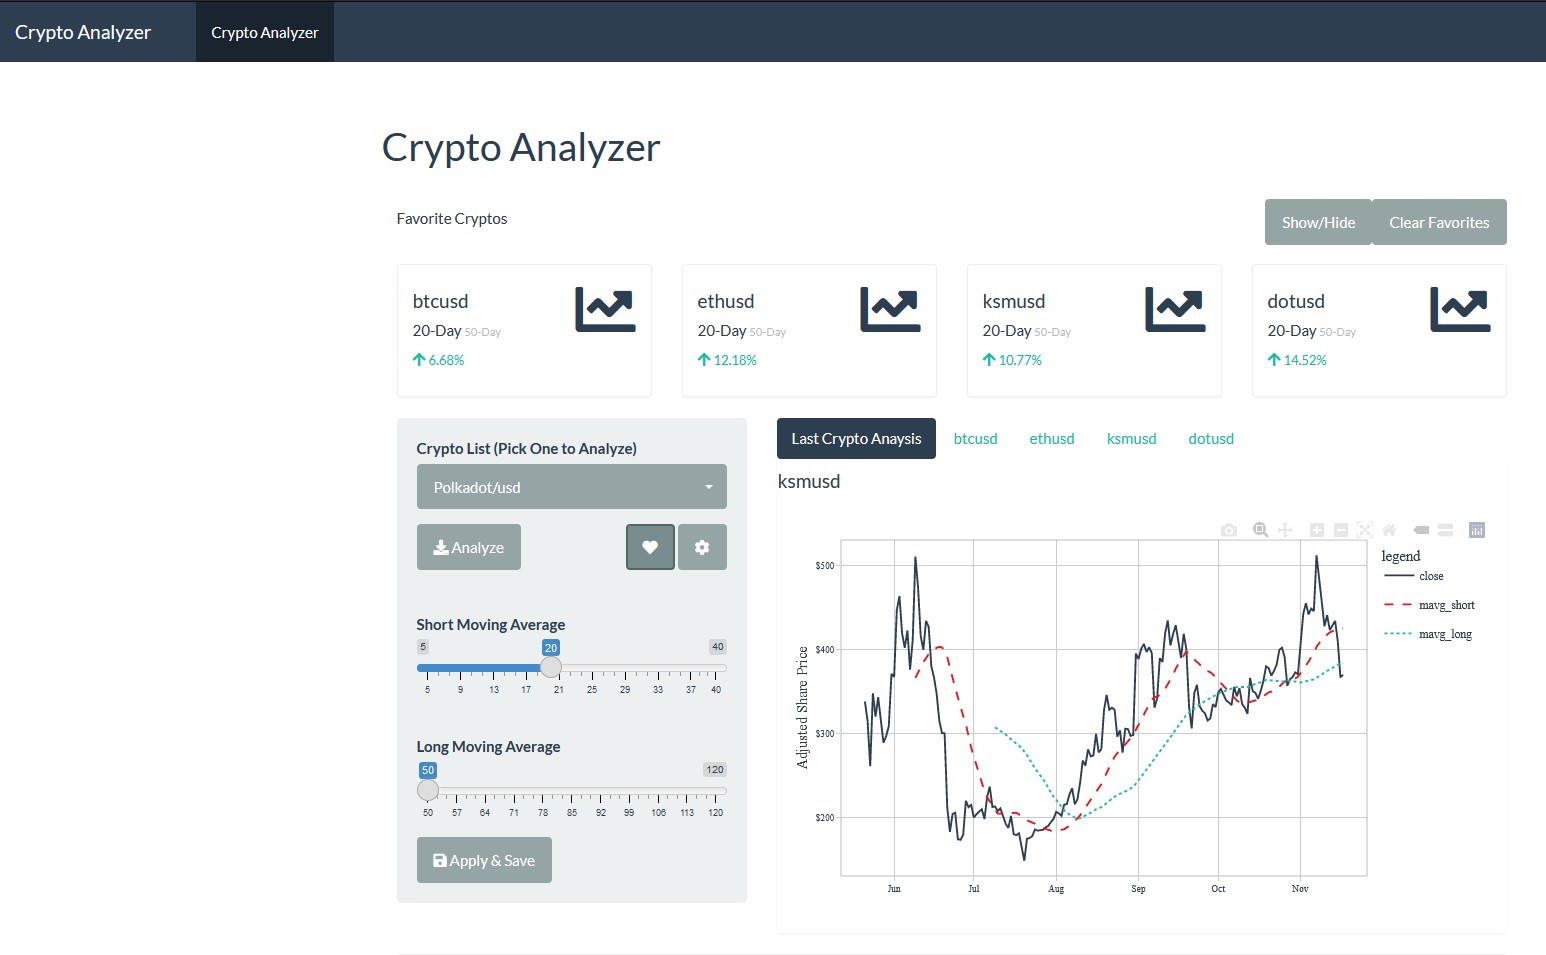 Crypto Analyzer Crypto Analyzer
Crypto Analyzer
Favorite Cryptos
Show/Hide Clear Favorites
btcusd
20-Day 50-Day
6.68%
ethusd
20-Day 50-Day
12.18%
ksmusd
20-Day 50-Day
10.77%
dotusd
20-Day 50-Day
14.52%
Crypto List (Pick One to Analyze)
Polkadot/usd
Analyze
Short Moving Average
5 20 40
5 9 13 17 21 25 29 33 37 40
Long Moving Average
50 120
50 57 64 71 78 85 92 99 106 113 120
Apply & Save
Last Crypto Anaysis btcusd ethusd ksmusd dotusd
ksmusd
legend
close
mavg_short
mavg_long
Adjusted Share Price
$500
$400
$300
$200
Jun Jul Aug Sep Oct Nov